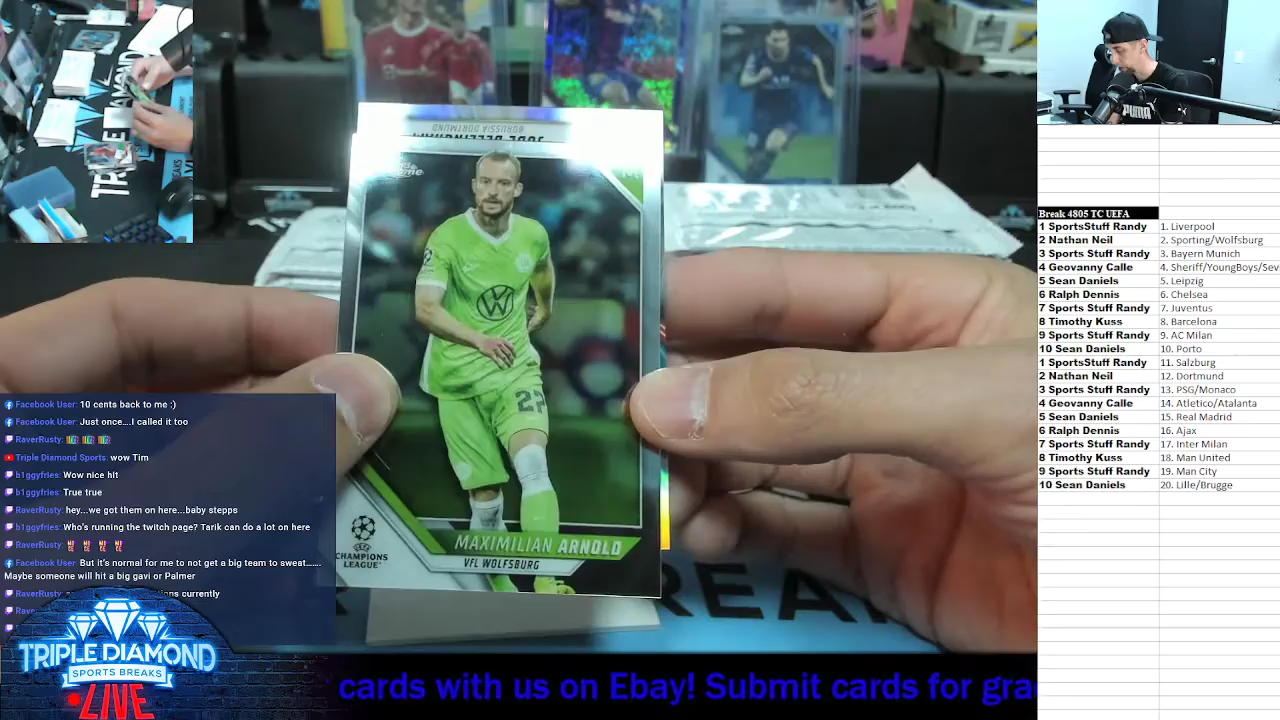 JUDE BELLINGHAM
BORUSSIA DORTMUND
MAXIMILIAN ARNOLD
VFL WOLFSBURG
CHAMPIONS
LEAGUE
22
PUMA
Break 4805 TC UEFA
1 SportsStuff Randy 1. Liverpool
2 Nathan Neil 2. Sporting/Wolfsburg
3 Sports Stuff Randy 3. Bayern Munich
4 Geovanny Calle 4. Sheriff/YoungBoys/Sev
5 Sean Daniels 5. Leipzig
6 Ralph Dennis 6. Chelsea
7 Sports Stuff Randy 7. Juventus
8 Timothy Kuss 8. Barcelona
9 Sports Stuff Randy 9. AC Milan
10 Sean Daniels 10. Porto
1 SportsStuff Randy 11. Salzburg
2 Nathan Neil 12. Dortmund
3 Sports Stuff Randy 13. PSG/Monaco
4 Geovanny Calle 14. Atletico/Atalanta
5 Sean Daniels 15. Real Madrid
6 Ralph Dennis 16. Ajax
7 Sports Stuff Randy 17. Inter Milan
8 Timothy Kuss 18. Man United
9 Sports Stuff Randy 19. Man City
10 Sean Daniels 20. Lille/Brugge
Facebook User: 10 cents back to me :)
Facebook User: Just once....I called it too
RaverRusty:
Triple Diamond Sports: wow Tim
b1ggyfries: Wow nice hit
b1ggyfries: True true
RaverRusty: hey...we got them on here...baby stepps
b1ggyfries: Who's running the twitch page? Tarik can do a lot on here
RaverRusty:
Facebook User: But it's normal for me to not get a big team to sweat.......
Maybe someone will hit a big gavi or Palmer
RaverRusty: currently
TRIPLE DIAMOND
SPORTS BREAKS
LIVE
cards with us on Ebay! Submit cards for gra